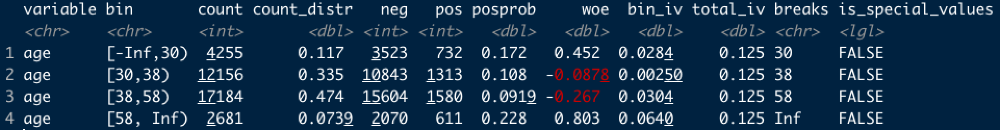 variable bin count count_distr neg pos posprob woe bin_iv total_iv breaks is_special_values
<chr> <chr> <int> <dbl> <int> <int> <dbl> <dbl> <dbl> <dbl> <chr> <lgl>
1 age [-Inf,30) 4255 0.117 3523 732 0.172 0.452 0.0284 0.125 30 FALSE
2 age [30,38) 12156 0.335 10843 1313 0.108 -0.0878 0.00250 0.125 38 FALSE
3 age [38,58) 17184 0.474 15604 1580 0.0919 -0.267 0.0304 0.125 58 FALSE
4 age [58, Inf) 2681 0.0739 2070 611 0.228 0.803 0.0640 0.125 Inf FALSE